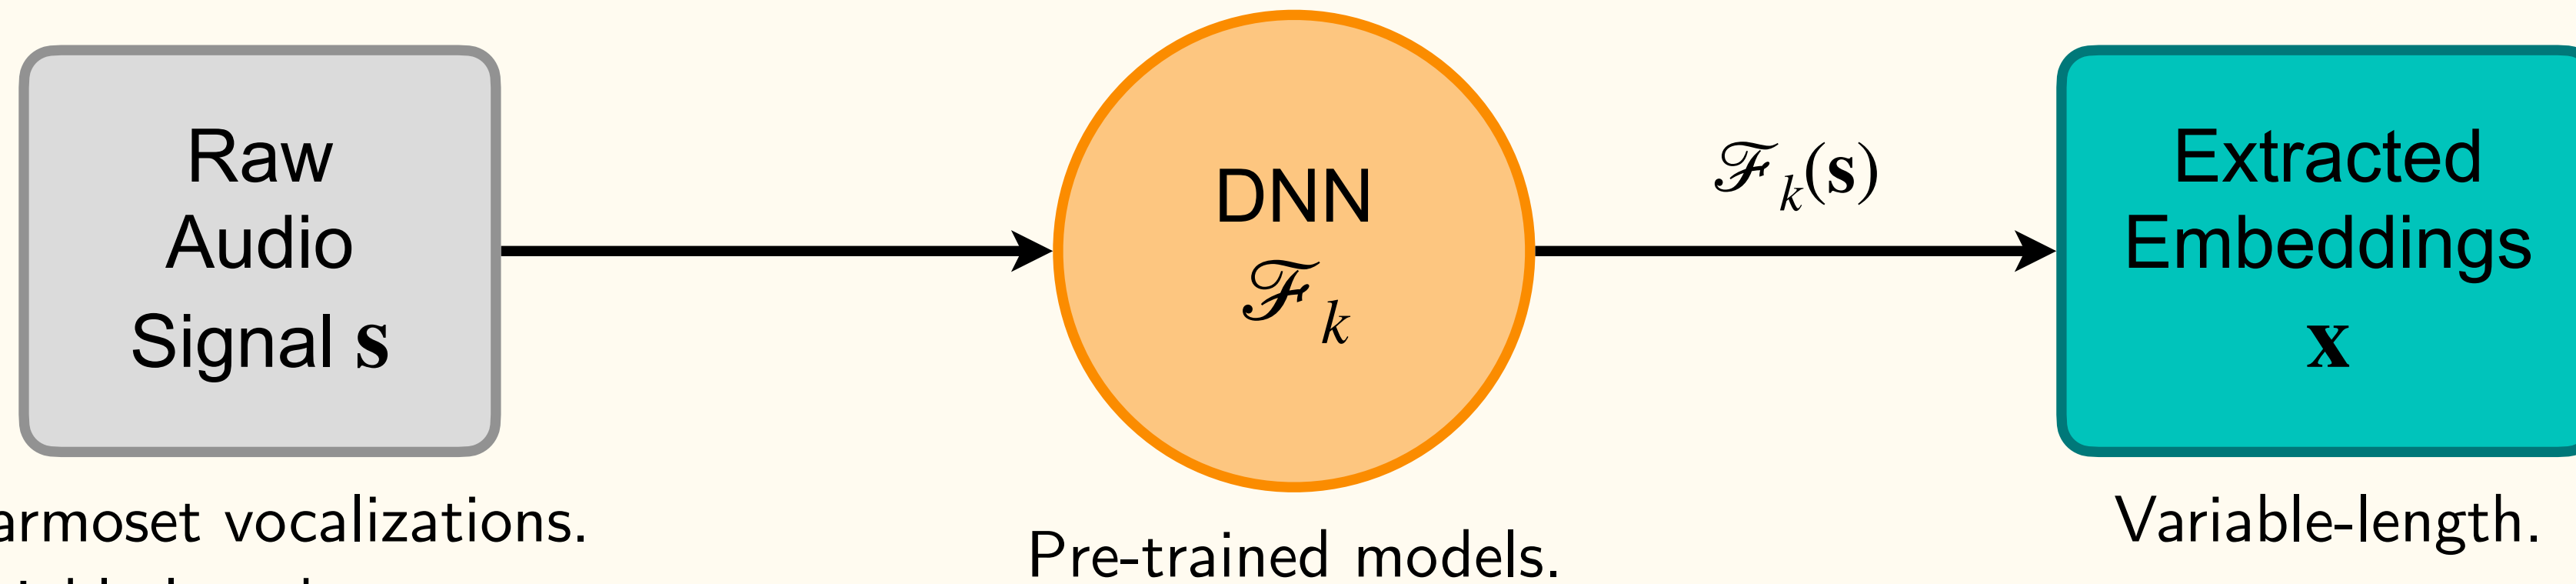 Raw
Audio
Signal s
DNN
ℱk
ℱk(s)
Extracted
Embeddings
x
armoset vocalizations.
Pre-trained models.
Variable-length.